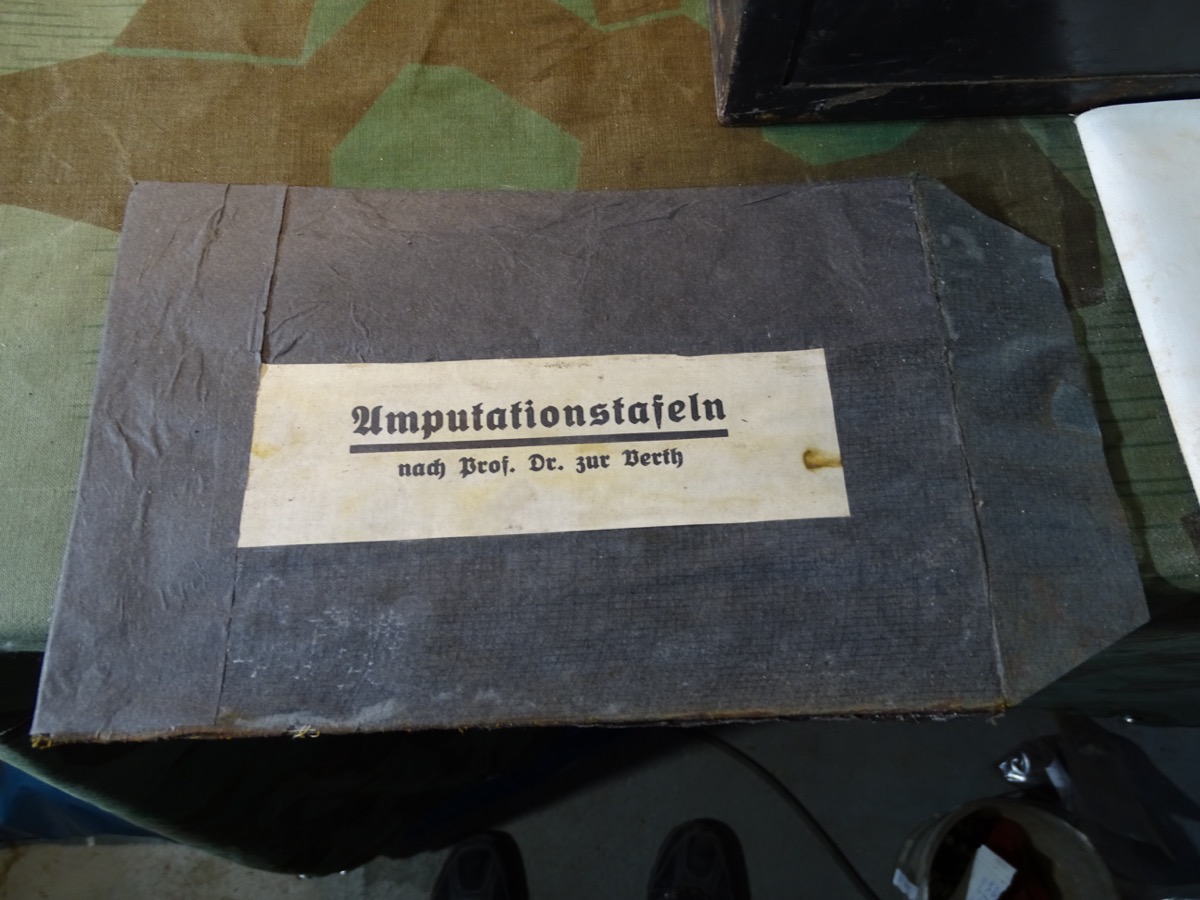 Amputationstafeln
nach Prof. Dr. zur Verth